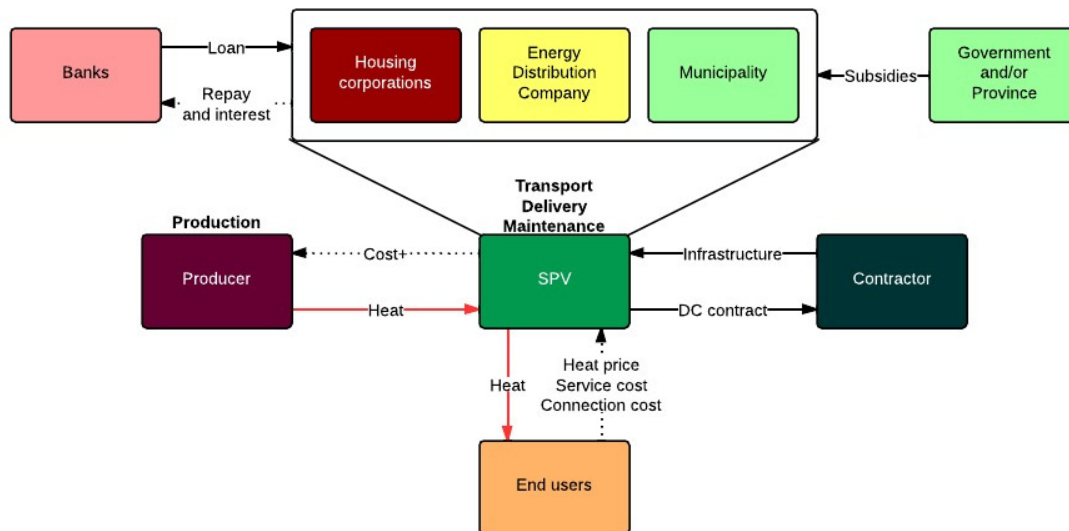 Banks
Loan
Repay
and interest
Housing
corporations
Energy
Distribution
Company
Municipality
Subsidies
Government
and/or
Province
Transport
Delivery
Maintenance
Production
Producer
Cost+
Heat
SPV
Infrastructure
DC contract
Contractor
Heat
Heat price
Service cost
Connection cost
End users